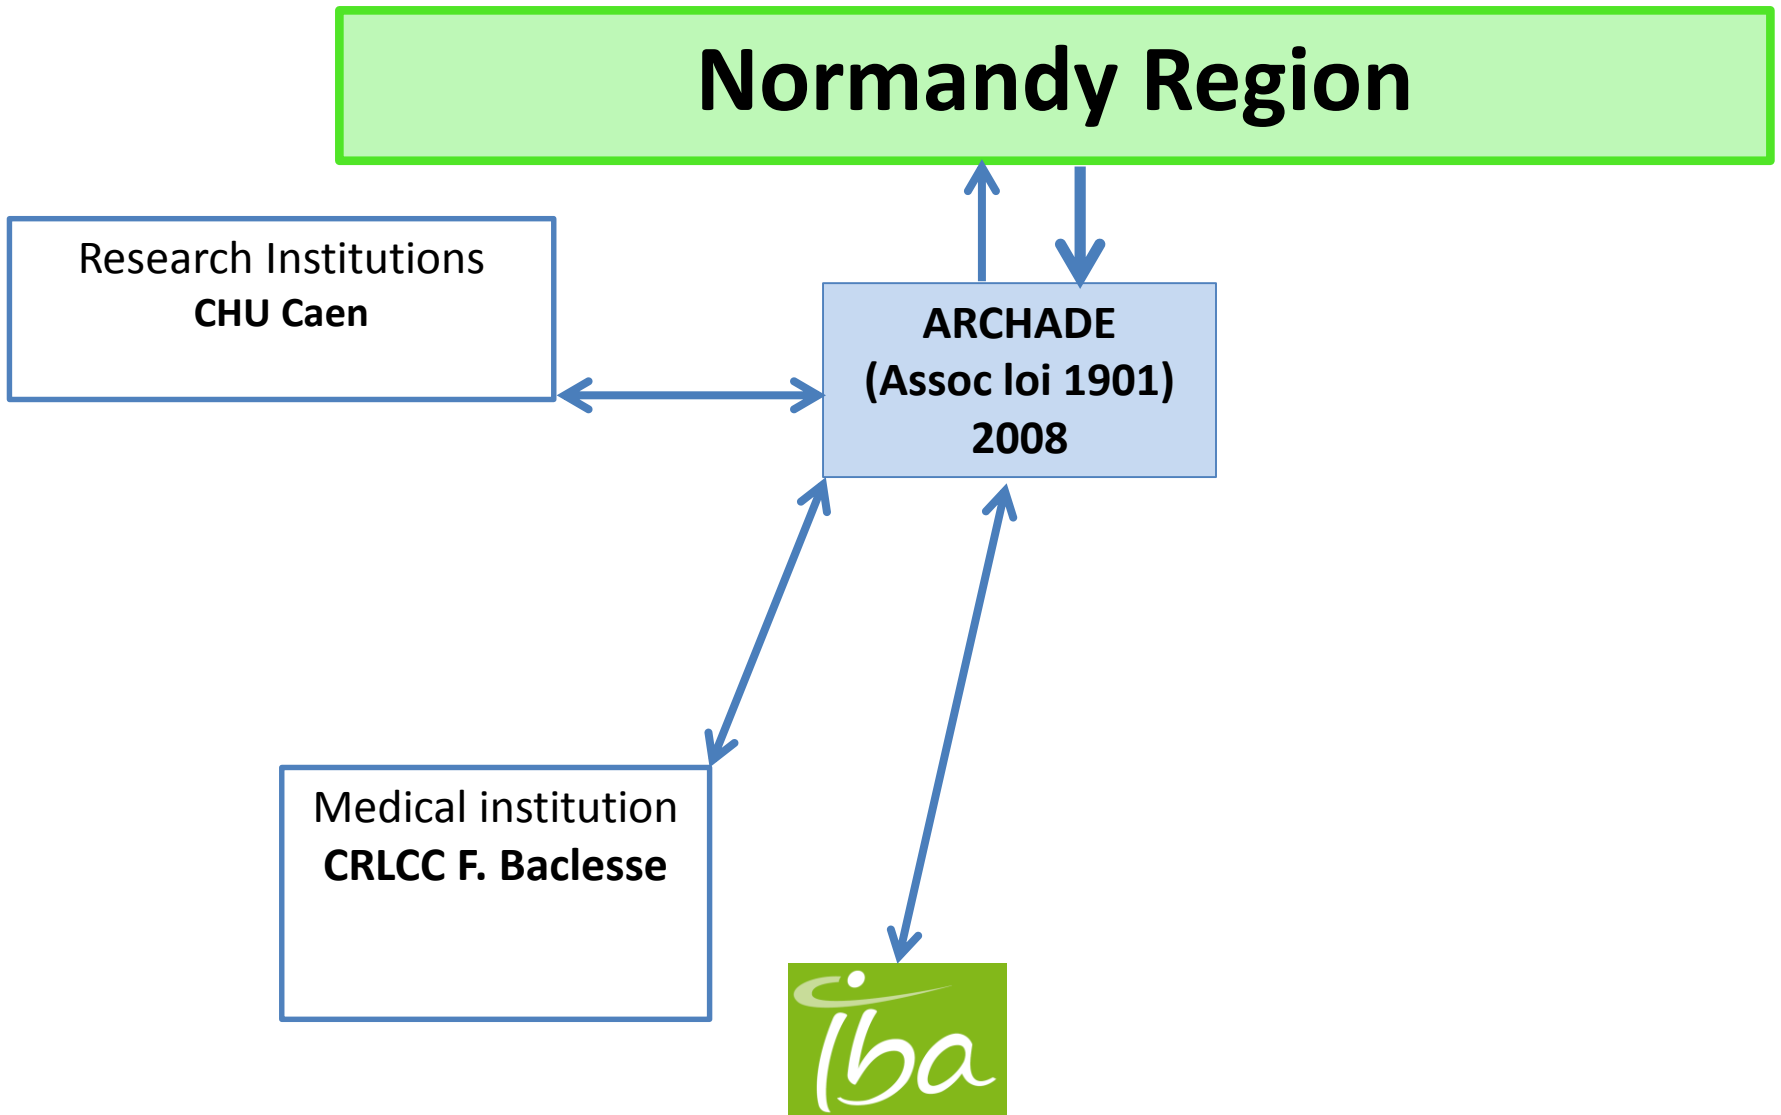 Normandy Region
Research Institutions
CHU Caen
ARCHADE
(Assoc loi 1901)
2008
Medical institution
CRLCC F. Baclesse
iba